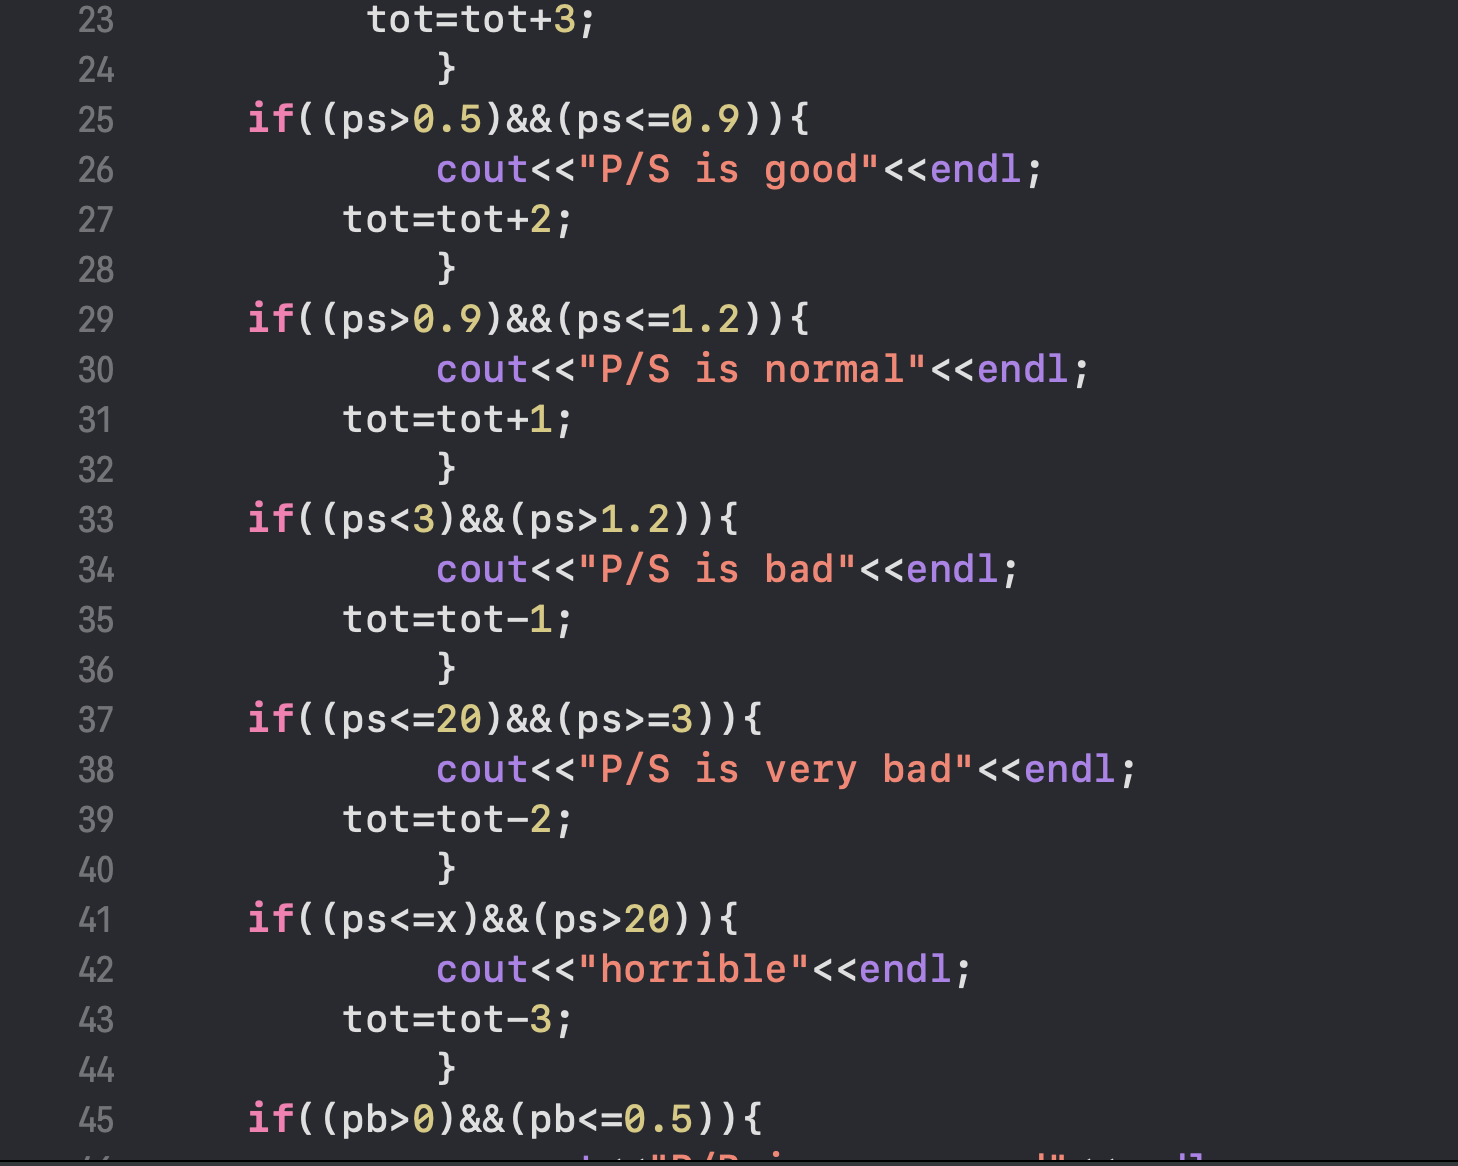 23 tot=tot+3;
24 }
25 if((ps>0.5)&&(ps<=0.9)){
26 cout<<"P/S is good"<<endl;
27 tot=tot+2;
28 }
29 if((ps>0.9)&&(ps<=1.2)){
30 cout<<"P/S is normal"<<endl;
31 tot=tot+1;
32 }
33 if((ps<3)&&(ps>1.2)){
34 cout<<"P/S is bad"<<endl;
35 tot=tot-1;
36 }
37 if((ps<=20)&&(ps>=3)){
38 cout<<"P/S is very bad"<<endl;
39 tot=tot-2;
40 }
41 if((ps<=x)&&(ps>20)){
42 cout<<"horrible"<<endl;
43 tot=tot-3;
44 }
45 if((pb>0)&&(pb<=0.5)){